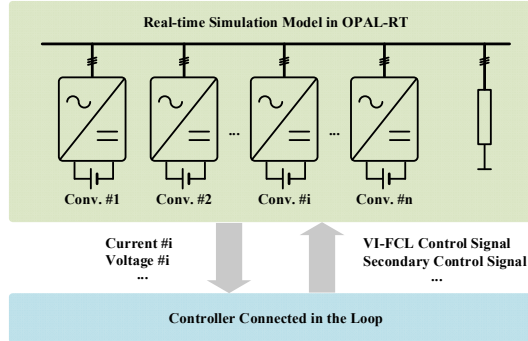 Real-time Simulation Model in OPAL-RT
... ...
Conv. #1 Conv. #2 Conv. #i Conv. #n
Current #i
Voltage #i
...
VI-FCL Control Signal
Secondary Control Signal
...
Controller Connected in the Loop